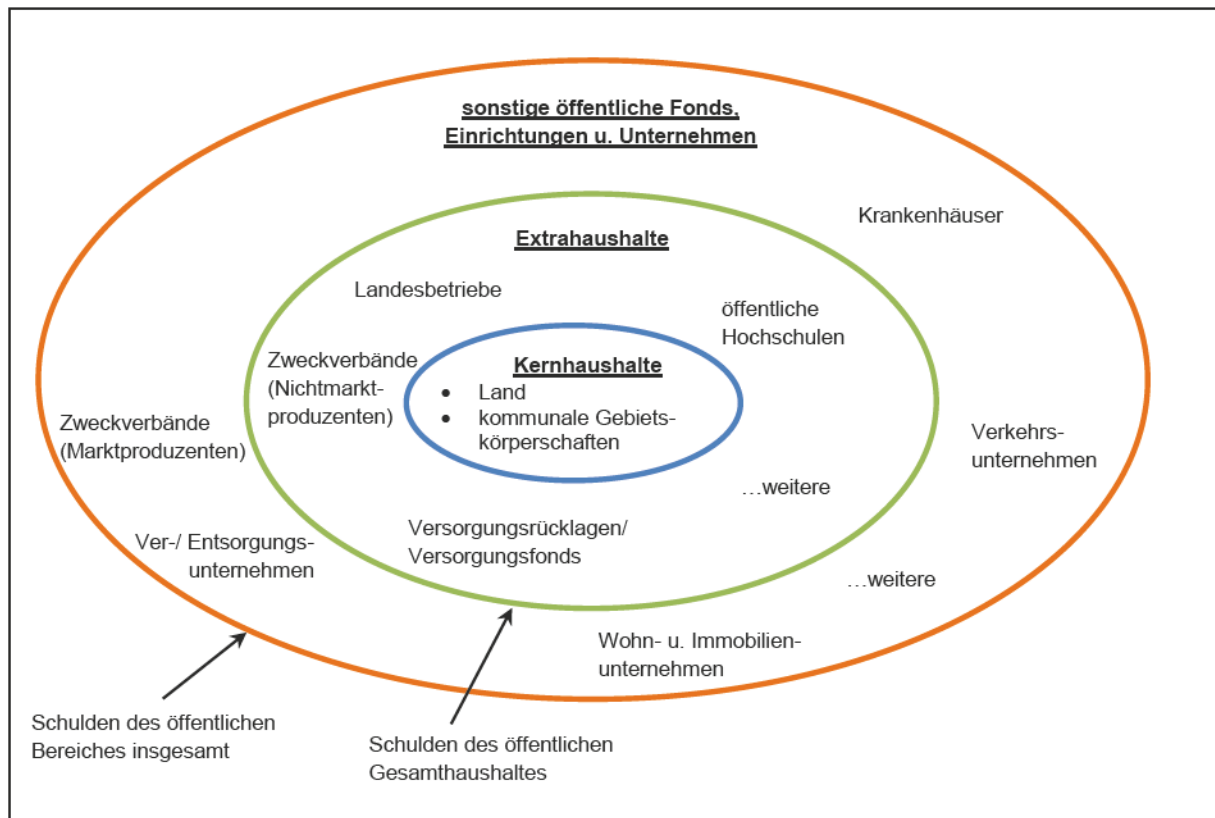 sonstige öffentliche Fonds,
Einrichtungen u. Unternehmen
Krankenhäuser
Extrahaushalte
Landesbetriebe
öffentliche
Hochschulen
Zweckverbände
(Nichtmarkt-
produzenten)
Kernhaushalte
• Land
• kommunale Gebiets-
körperschaften
Zweckverbände
(Marktproduzenten)
Verkehrs-
unternehmen
…weitere
Versorgungsrücklagen/
Versorgungsfonds
Ver-/ Entsorgungs-
unternehmen
…weitere
Wohn- u. Immobilien-
unternehmen
Schulden des öffentlichen
Bereiches insgesamt
Schulden des öffentlichen
Gesamthaushaltes